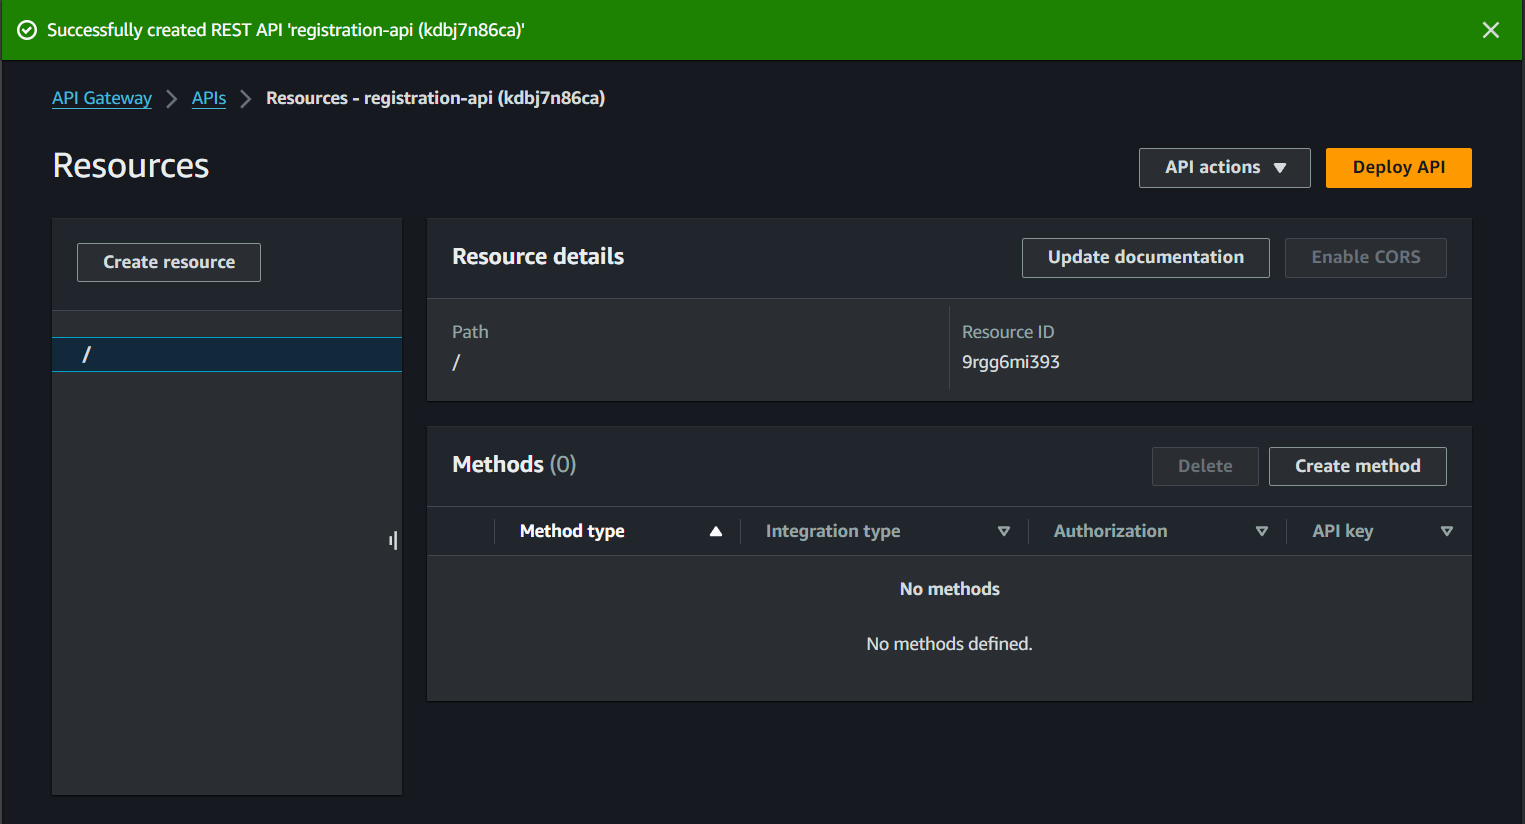 Successfully created REST API 'registration-api (kdbj7n86ca)'
API Gateway APIs Resources - registration-api (kdbj7n86ca)
Resources
API actions Deploy API
Create resource
/
Resource details
Update documentation Enable CORS
Path
/
Resource ID
9rgg6mi393
Methods (0)
Delete Create method
Method type Integration type Authorization API key
No methods
No methods defined.